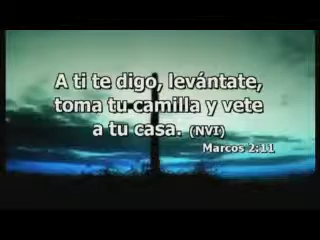 A ti te digo, levántate,
toma tu camilla y vete
a tu casa. (NVI)
Marcos 2:11